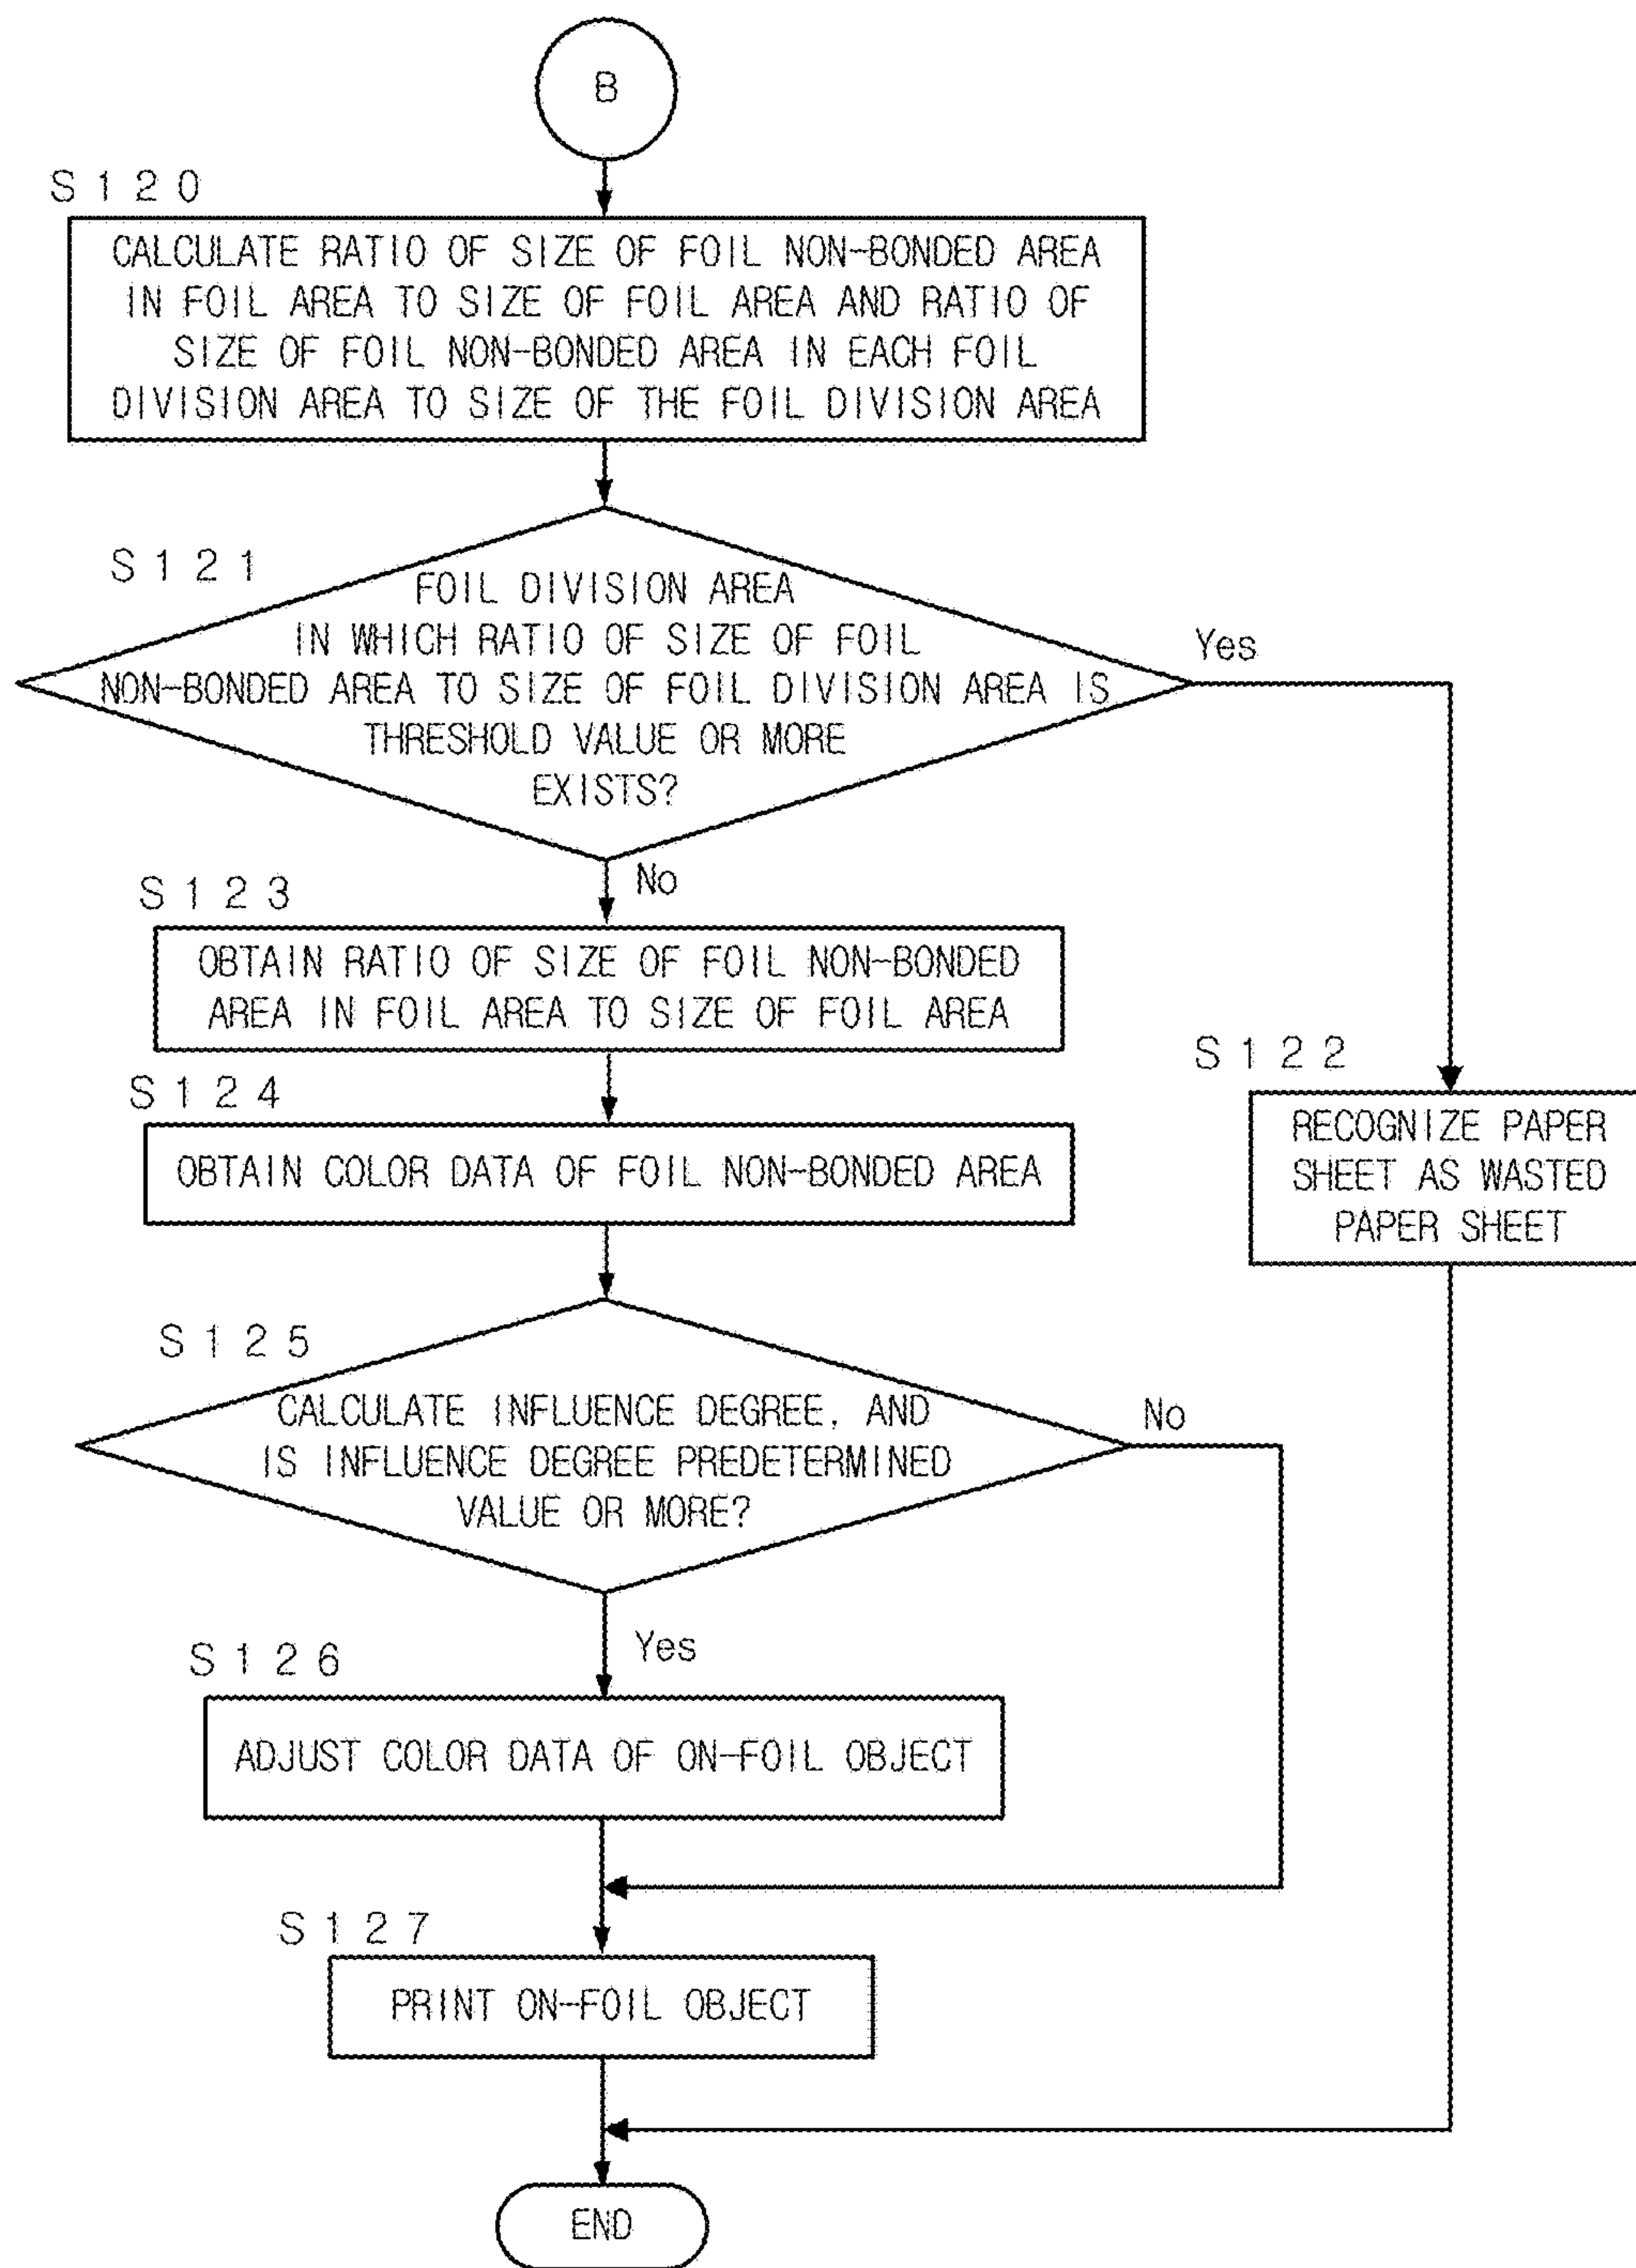 B
S120
CALCULATE RATIO OF SIZE OF FOIL NON-BONDED AREA
IN FOIL AREA TO SIZE OF FOIL AREA AND RATIO OF
SIZE OF FOIL NON-BONDED AREA IN EACH FOIL
DIVISION AREA TO SIZE OF THE FOIL DIVISION AREA
S121
FOIL DIVISION AREA
IN WHICH RATIO OF SIZE OF FOIL
NON-BONDED AREA TO SIZE OF FOIL DIVISION AREA IS
THRESHOLD VALUE OR MORE
EXISTS?
Yes
No
S123
OBTAIN RATIO OF SIZE OF FOIL NON-BONDED
AREA IN FOIL AREA TO SIZE OF FOIL AREA
S122
RECOGNIZE PAPER
SHEET AS WASTED
PAPER SHEET
S124
OBTAIN COLOR DATA OF FOIL NON-BONDED AREA
S125
CALCULATE INFLUENCE DEGREE, AND
IS INFLUENCE DEGREE PREDETERMINED
VALUE OR MORE?
No
Yes
S126
ADJUST COLOR DATA OF ON-FOIL OBJECT
S127
PRINT ON-FOIL OBJECT
END